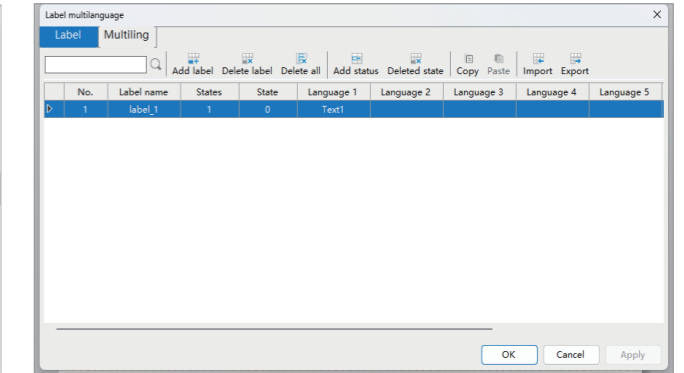 Label multilanguage
Label Multiling
Add label Delete label Delete all Add status Deleted state Copy Paste Import Export
No. Label name States State Language 1 Language 2 Language 3 Language 4 Language 5
1 label_1 1 0 Text1
OK Cancel Apply